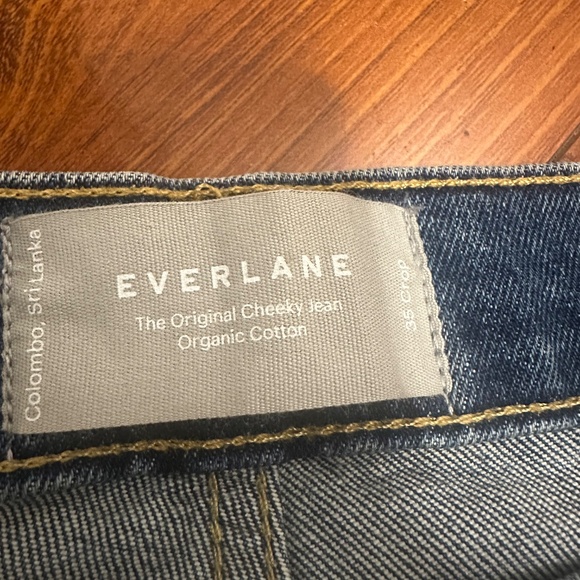 EVERLANE
The Original Cheeky Jean
Organic Cotton
Colombo, Sri Lanka
35 Crop